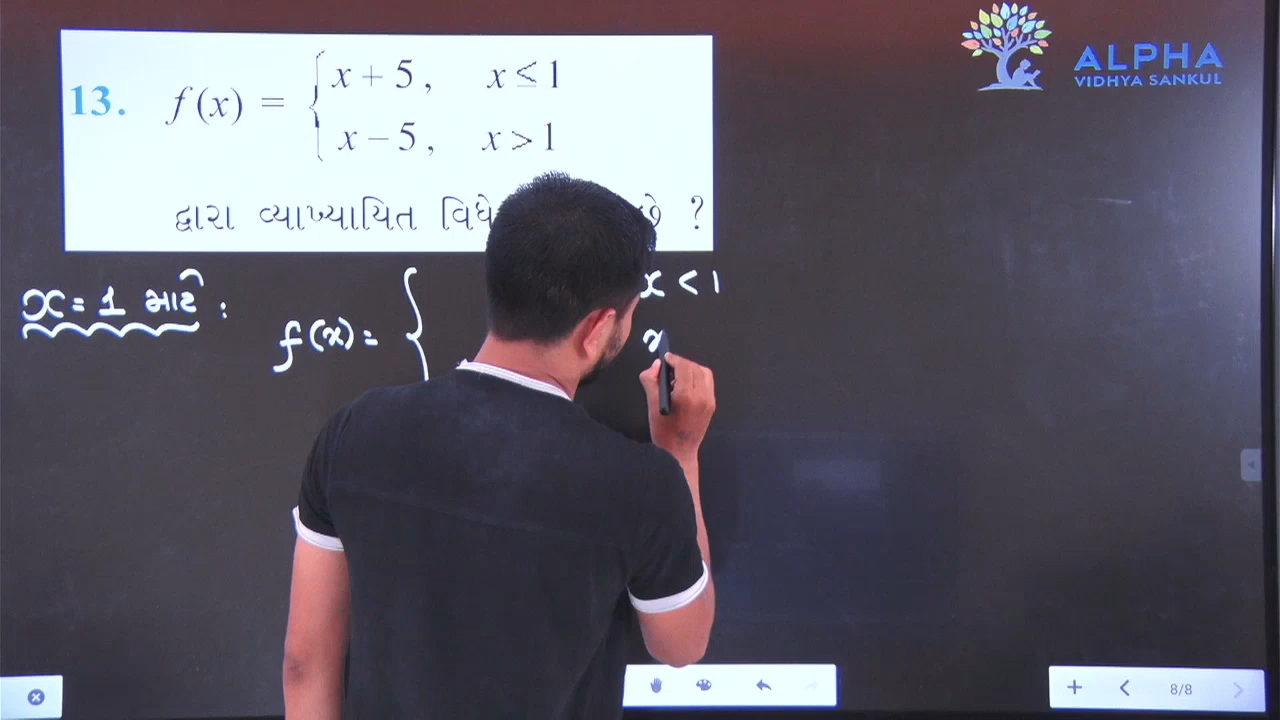 ALPHA
VIDHYA SANKUL
13. f(x) = { x + 5, x ≤ 1
x − 5, x > 1
દ્વારા વ્યાખ્યાયિત વિધે છે ?
x = 1 માટે :
f(x) = { x < 1
x
8/8